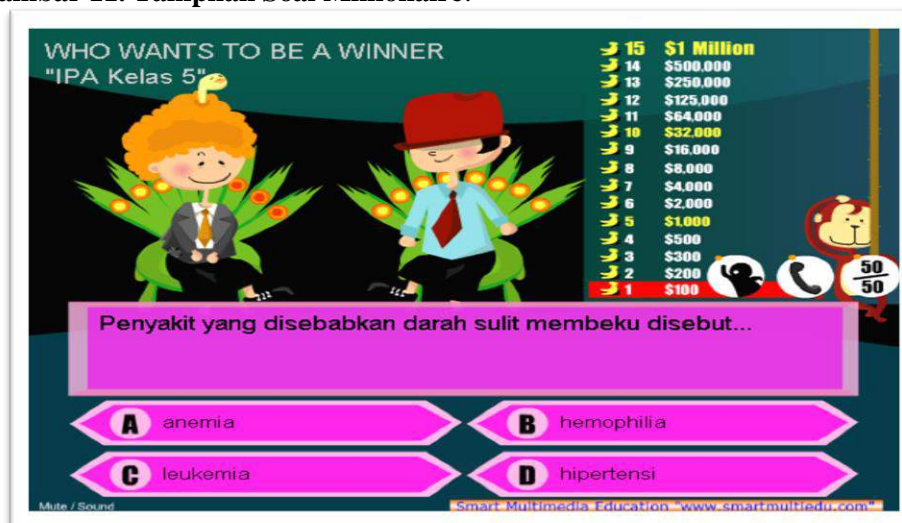 WHO WANTS TO BE A WINNER
"IPA Kelas 5"
15 $1 Million
14 $500,000
13 $250,000
12 $125,000
11 $64,000
10 $32,000
9 $16,000
8 $8,000
7 $4,000
6 $2,000
5 $1,000
4 $500
3 $300
2 $200
1 $100
50
50
Penyakit yang disebabkan darah sulit membeku disebut...
A anemia
B hemophilia
C leukemia
D hipertensi
Mute / Sound
Smart Multimedia Education "www.smartmultiedu.com"